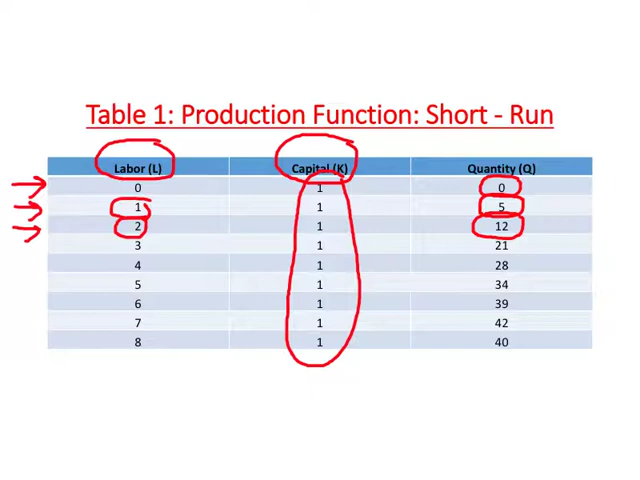 Table 1: Production Function: Short - Run
Labor (L) Capital (K) Quantity (Q)
0 1 0
1 1 5
2 1 12
3 1 21
4 1 28
5 1 34
6 1 39
7 1 42
8 1 40